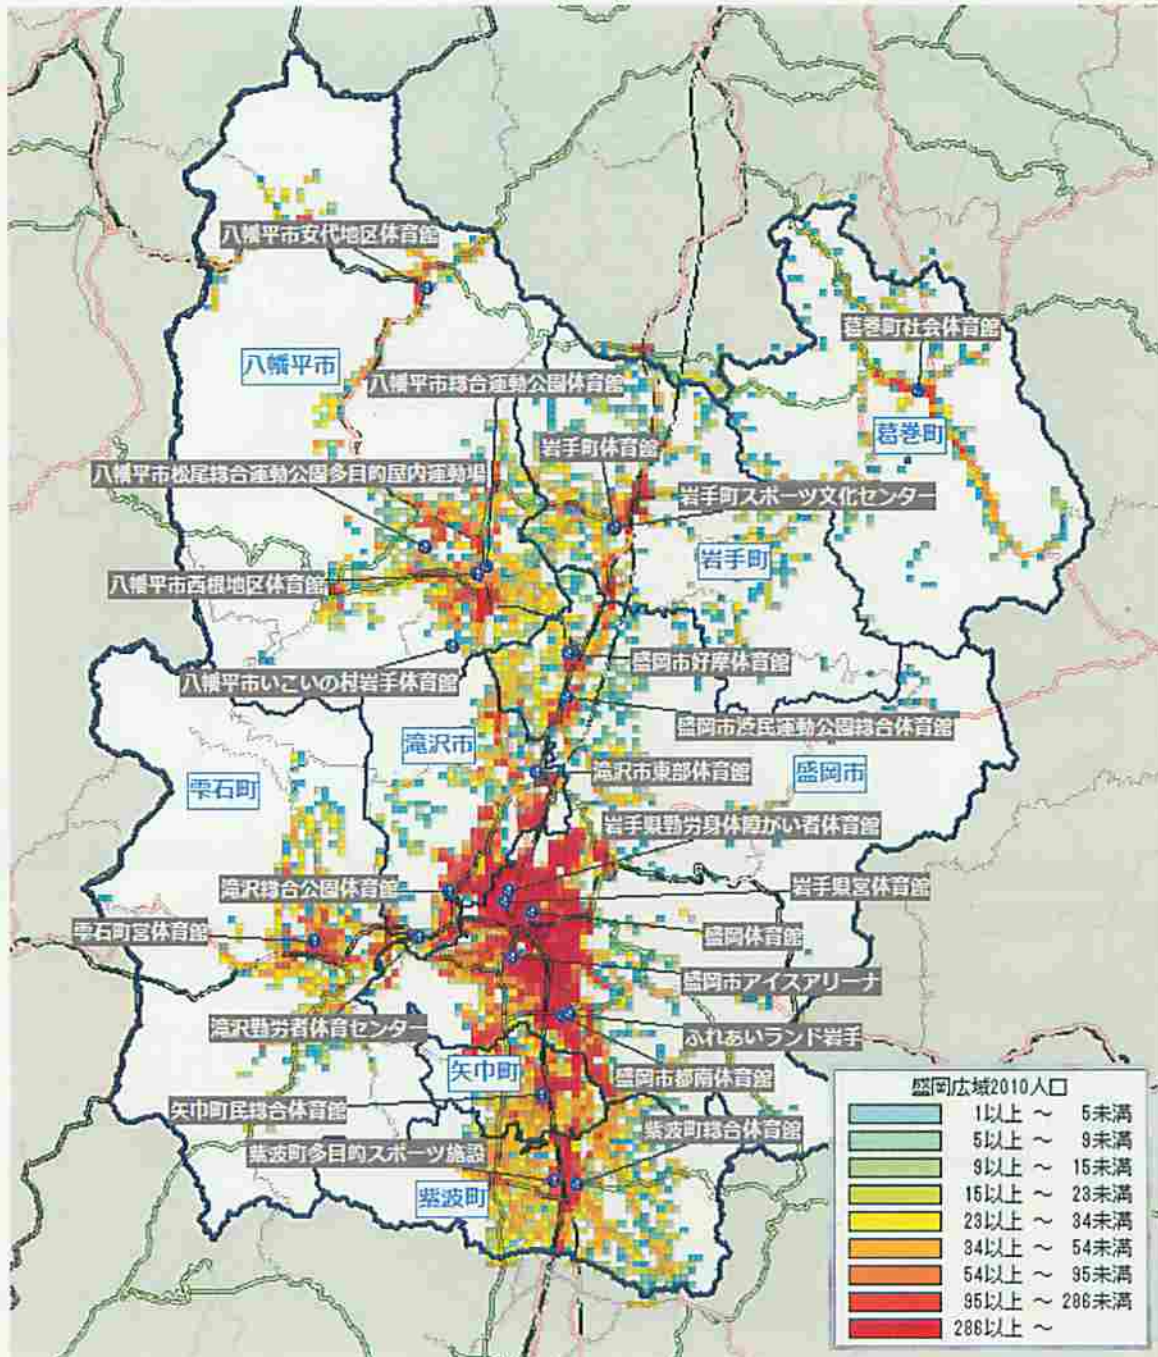 八幡平市安代地区体育館
葛巻町社会体育館
八幡平市
八幡平市総合運動公園体育館
葛巻町
岩手町体育館
八幡平市松尾総合運動公園多目的屋内運動場
岩手町スポーツ文化センター
岩手町
八幡平市西根地区体育館
盛岡市好摩体育館
八幡平市いこいの村岩手体育館
盛岡市渋民運動公園総合体育館
滝沢市
滝沢市東部体育館
盛岡市
雫石町
岩手県勤労身体障がい者体育館
滝沢総合公園体育館
岩手県営体育館
雫石町営体育館
盛岡体育館
盛岡市アイスアリーナ
滝沢勤労者体育センター
ふれあいランド岩手
矢巾町
盛岡市都南体育館
矢巾町民総合体育館
紫波町総合体育館
紫波町多目的スポーツ施設
紫波町
盛岡広域2010人口
1以上 ～ 5未満
5以上 ～ 9未満
9以上 ～ 15未満
15以上 ～ 23未満
23以上 ～ 34未満
34以上 ～ 54未満
54以上 ～ 95未満
95以上 ～ 286未満
286以上 ～